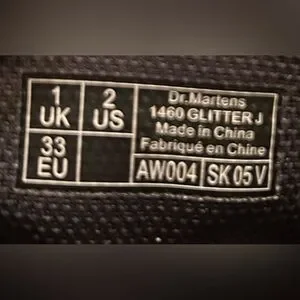 1 UK
2 US
33 EU
Dr.Martens
1460 GLITTER J
Made in China
Fabriqué en Chine
AW004
SK 05 V